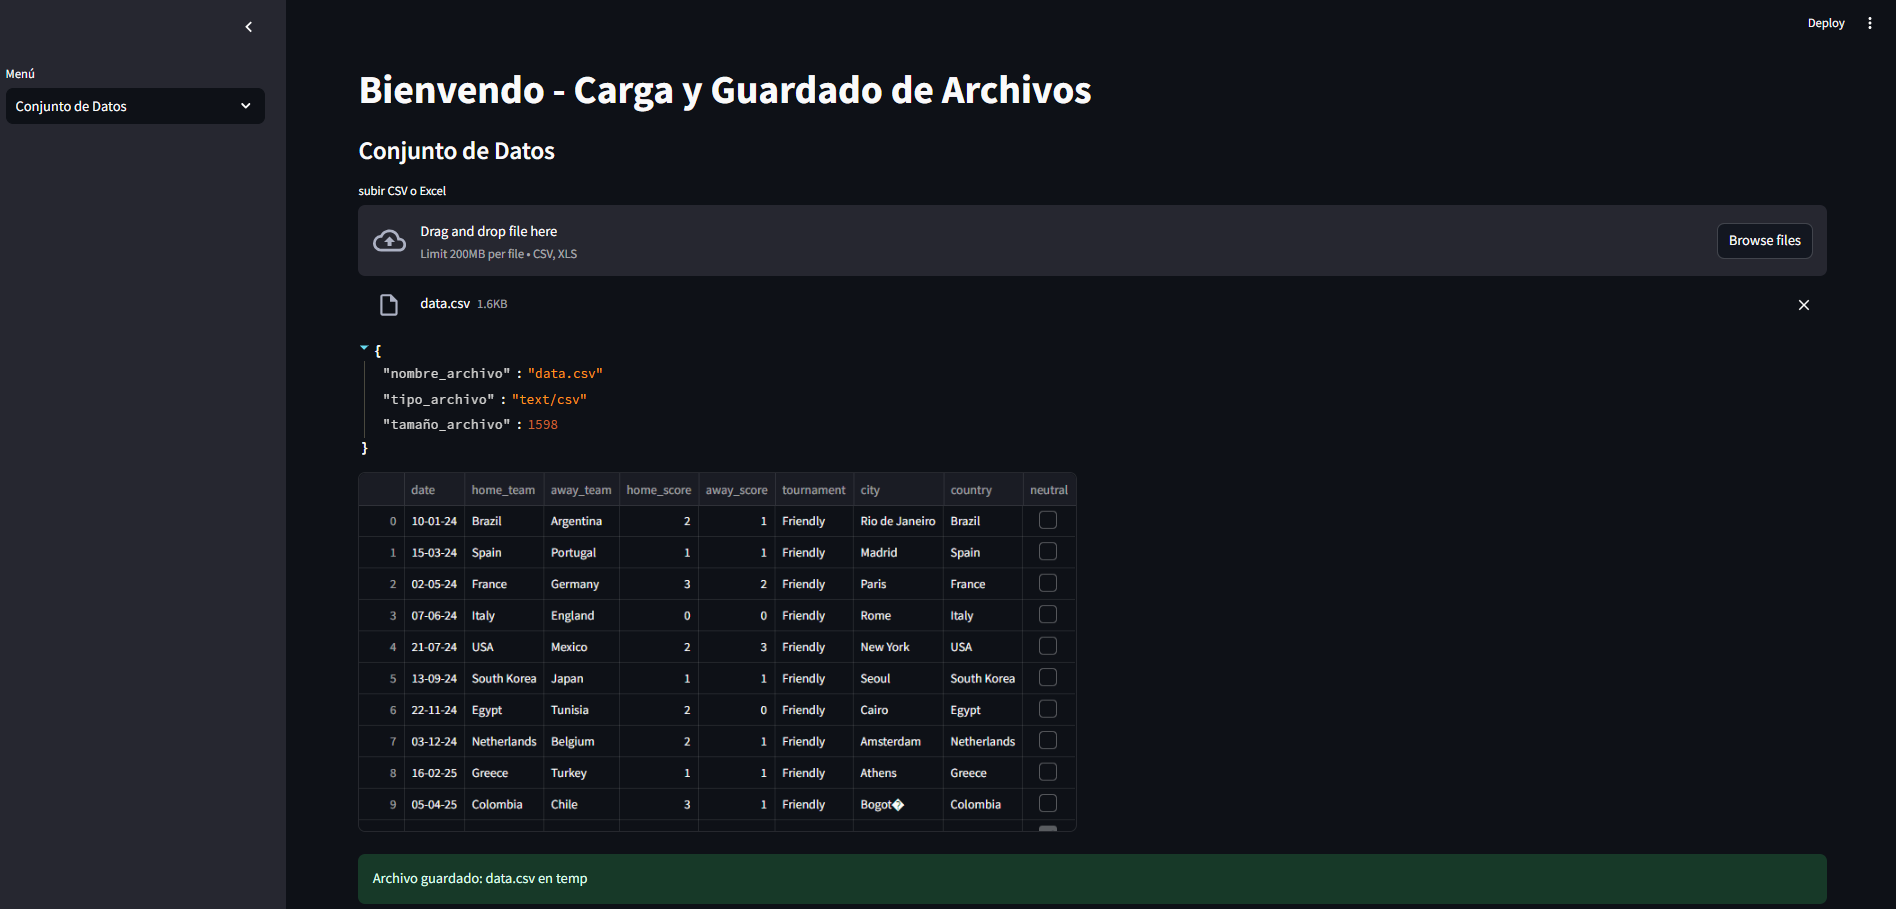 Deploy
Menú
Conjunto de Datos
Bienvendo - Carga y Guardado de Archivos
Conjunto de Datos
subir CSV o Excel
Drag and drop file here
Limit 200MB per file • CSV, XLS
Browse files
data.csv 1.6KB
{
"nombre_archivo" : "data.csv"
"tipo_archivo" : "text/csv"
"tamaño_archivo" : 1598
}
date home_team away_team home_score away_score tournament city country neutral
0 10-01-24 Brazil Argentina 2 1 Friendly Rio de Janeiro Brazil
1 15-03-24 Spain Portugal 1 1 Friendly Madrid Spain
2 02-05-24 France Germany 3 2 Friendly Paris France
3 07-06-24 Italy England 0 0 Friendly Rome Italy
4 21-07-24 USA Mexico 2 3 Friendly New York USA
5 13-09-24 South Korea Japan 1 1 Friendly Seoul South Korea
6 22-11-24 Egypt Tunisia 2 0 Friendly Cairo Egypt
7 03-12-24 Netherlands Belgium 2 1 Friendly Amsterdam Netherlands
8 16-02-25 Greece Turkey 1 1 Friendly Athens Greece
9 05-04-25 Colombia Chile 3 1 Friendly Bogot� Colombia
Archivo guardado: data.csv en temp